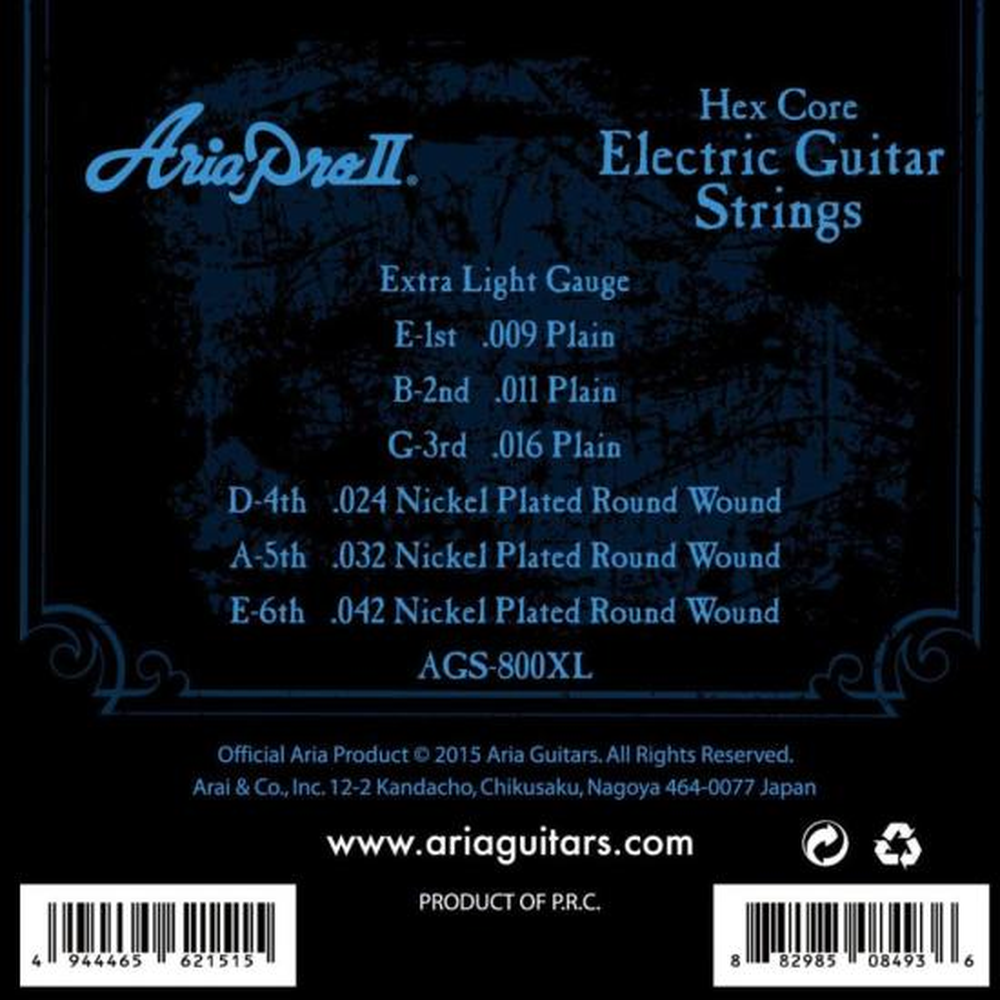 Aria Pro II®
Hex Core
Electric Guitar
Strings
Extra Light Gauge
E-1st .009 Plain
B-2nd .011 Plain
G-3rd .016 Plain
D-4th .024 Nickel Plated Round Wound
A-5th .032 Nickel Plated Round Wound
E-6th .042 Nickel Plated Round Wound
AGS-800XL
Official Aria Product © 2015 Aria Guitars. All Rights Reserved.
Arai & Co., Inc. 12-2 Kandacho, Chikusaku, Nagoya 464-0077 Japan
www.ariaguitars.com
PRODUCT OF P.R.C.
4 944465 621515
8 82985 08493 6